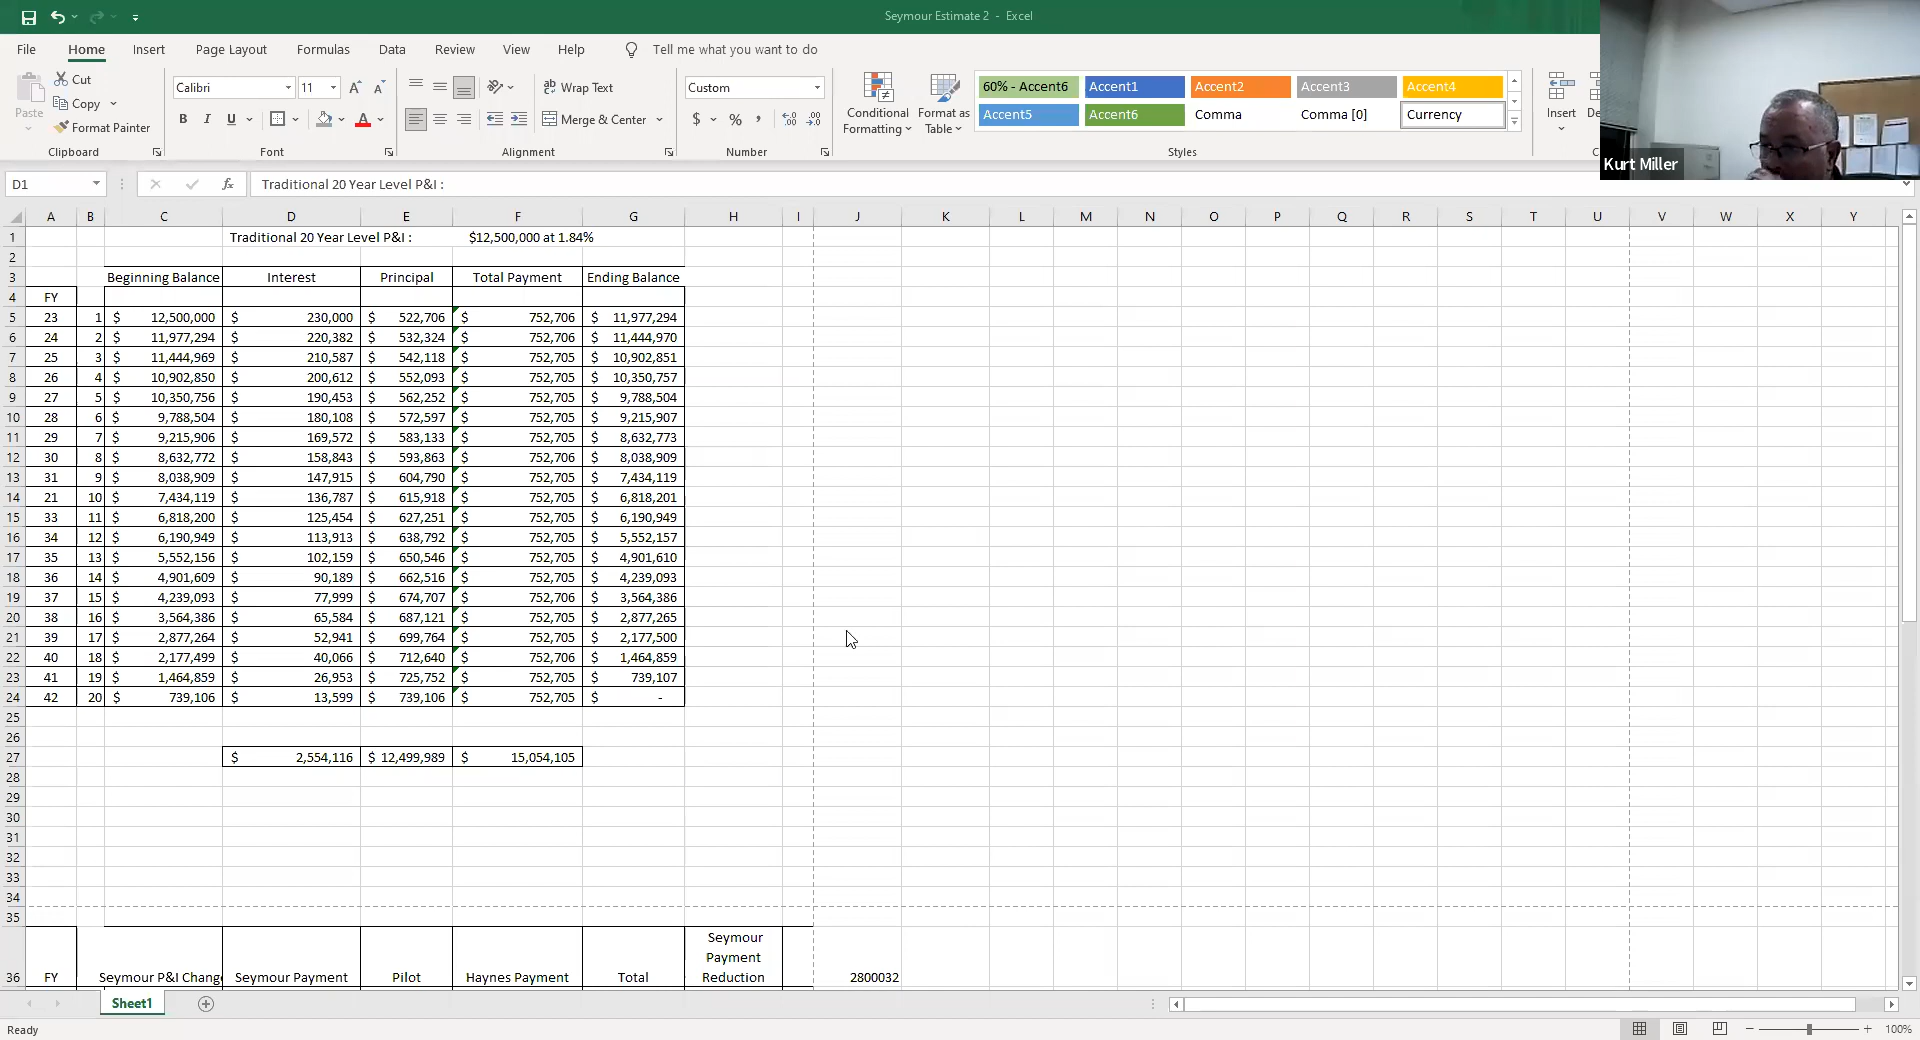 Seymour Estimate 2 - Excel
File Home Insert Page Layout Formulas Data Review View Help Tell me what you want to do
Paste
Cut
Copy
Format Painter
Clipboard
Calibri 11 A A
B I U A
Font
ab Wrap Text
Merge & Center
Alignment
Custom
$ % , .00 .00
Number
Conditional Formatting
Format as Table
60% - Accent6 Accent1 Accent2 Accent3 Accent4
Accent5 Accent6 Comma Comma [0] Currency
Styles
Insert
Kurt Miller
D1 fx Traditional 20 Year Level P&I :
A B C D E F G H I J K L M N O P Q R S T U V W X Y
1 Traditional 20 Year Level P&I : $12,500,000 at 1.84%
2
3 Beginning Balance Interest Principal Total Payment Ending Balance
4 FY
5 23 1 $ 12,500,000 $ 230,000 $ 522,706 $ 752,706 $ 11,977,294
6 24 2 $ 11,977,294 $ 220,382 $ 532,324 $ 752,706 $ 11,444,970
7 25 3 $ 11,444,969 $ 210,587 $ 542,118 $ 752,705 $ 10,902,851
8 26 4 $ 10,902,850 $ 200,612 $ 552,093 $ 752,705 $ 10,350,757
9 27 5 $ 10,350,756 $ 190,453 $ 562,252 $ 752,705 $ 9,788,504
10 28 6 $ 9,788,504 $ 180,108 $ 572,597 $ 752,705 $ 9,215,907
11 29 7 $ 9,215,906 $ 169,572 $ 583,133 $ 752,705 $ 8,632,773
12 30 8 $ 8,632,772 $ 158,843 $ 593,863 $ 752,706 $ 8,038,909
13 31 9 $ 8,038,909 $ 147,915 $ 604,790 $ 752,705 $ 7,434,119
14 21 10 $ 7,434,119 $ 136,787 $ 615,918 $ 752,705 $ 6,818,201
15 33 11 $ 6,818,200 $ 125,454 $ 627,251 $ 752,705 $ 6,190,949
16 34 12 $ 6,190,949 $ 113,913 $ 638,792 $ 752,705 $ 5,552,157
17 35 13 $ 5,552,156 $ 102,159 $ 650,546 $ 752,705 $ 4,901,610
18 36 14 $ 4,901,609 $ 90,189 $ 662,516 $ 752,705 $ 4,239,093
19 37 15 $ 4,239,093 $ 77,999 $ 674,707 $ 752,706 $ 3,564,386
20 38 16 $ 3,564,386 $ 65,584 $ 687,121 $ 752,705 $ 2,877,265
21 39 17 $ 2,877,264 $ 52,941 $ 699,764 $ 752,705 $ 2,177,500
22 40 18 $ 2,177,499 $ 40,066 $ 712,640 $ 752,706 $ 1,464,859
23 41 19 $ 1,464,859 $ 26,953 $ 725,752 $ 752,705 $ 739,107
24 42 20 $ 739,106 $ 13,599 $ 739,106 $ 752,705 $ -
25
26
27 $ 2,554,116 $ 12,499,989 $ 15,054,105
28
29
30
31
32
33
34
35
Seymour
Payment
36 FY Seymour P&I Chang Seymour Payment Pilot Haynes Payment Total Reduction 2800032
Sheet1
Ready 100%